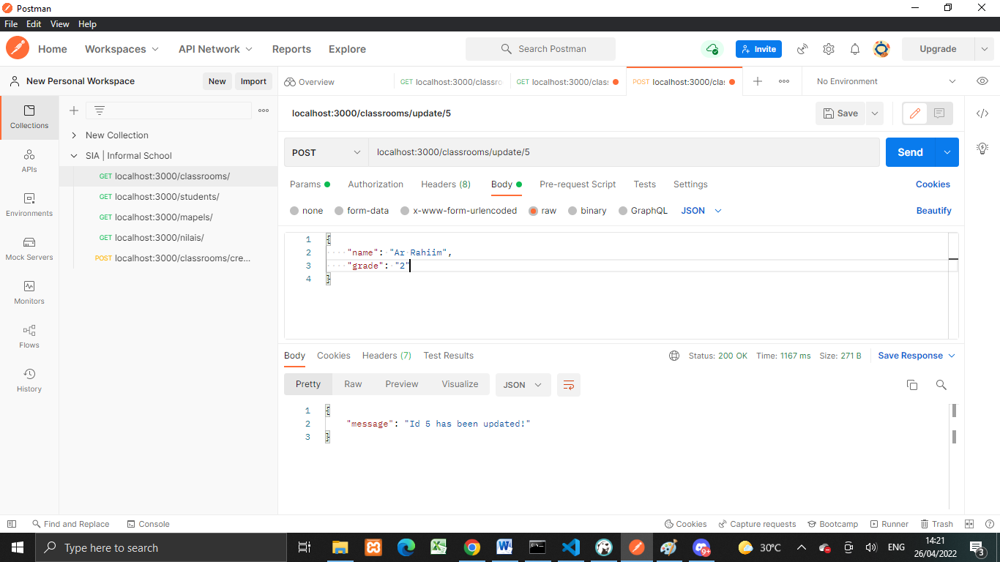 Postman
File Edit View Help
Home Workspaces API Network Reports Explore Search Postman Invite Upgrade
New Personal Workspace New Import
Overview GET localhost:3000/classro GET localhost:3000/clas POST localhost:3000/clas No Environment
Collections
APIs
Environments
Mock Servers
Monitors
Flows
History
New Collection
SIA | Informal School
GET localhost:3000/classrooms/
GET localhost:3000/students/
GET localhost:3000/mapels/
GET localhost:3000/nilais/
POST localhost:3000/classrooms/cre...
localhost:3000/classrooms/update/5 Save
POST localhost:3000/classrooms/update/5 Send
Params Authorization Headers (8) Body Pre-request Script Tests Settings Cookies
none form-data x-www-form-urlencoded raw binary GraphQL JSON Beautify
1 {
2 "name": "Ar Rahiim",
3 "grade": "2"
4 }
Body Cookies Headers (7) Test Results Status: 200 OK Time: 1167 ms Size: 271 B Save Response
Pretty Raw Preview Visualize JSON
1 {
2 "message": "Id 5 has been updated!"
3 }
Find and Replace Console Cookies Capture requests Bootcamp Runner Trash
Type here to search 30°C ENG 14:21
26/04/2022 3
9+